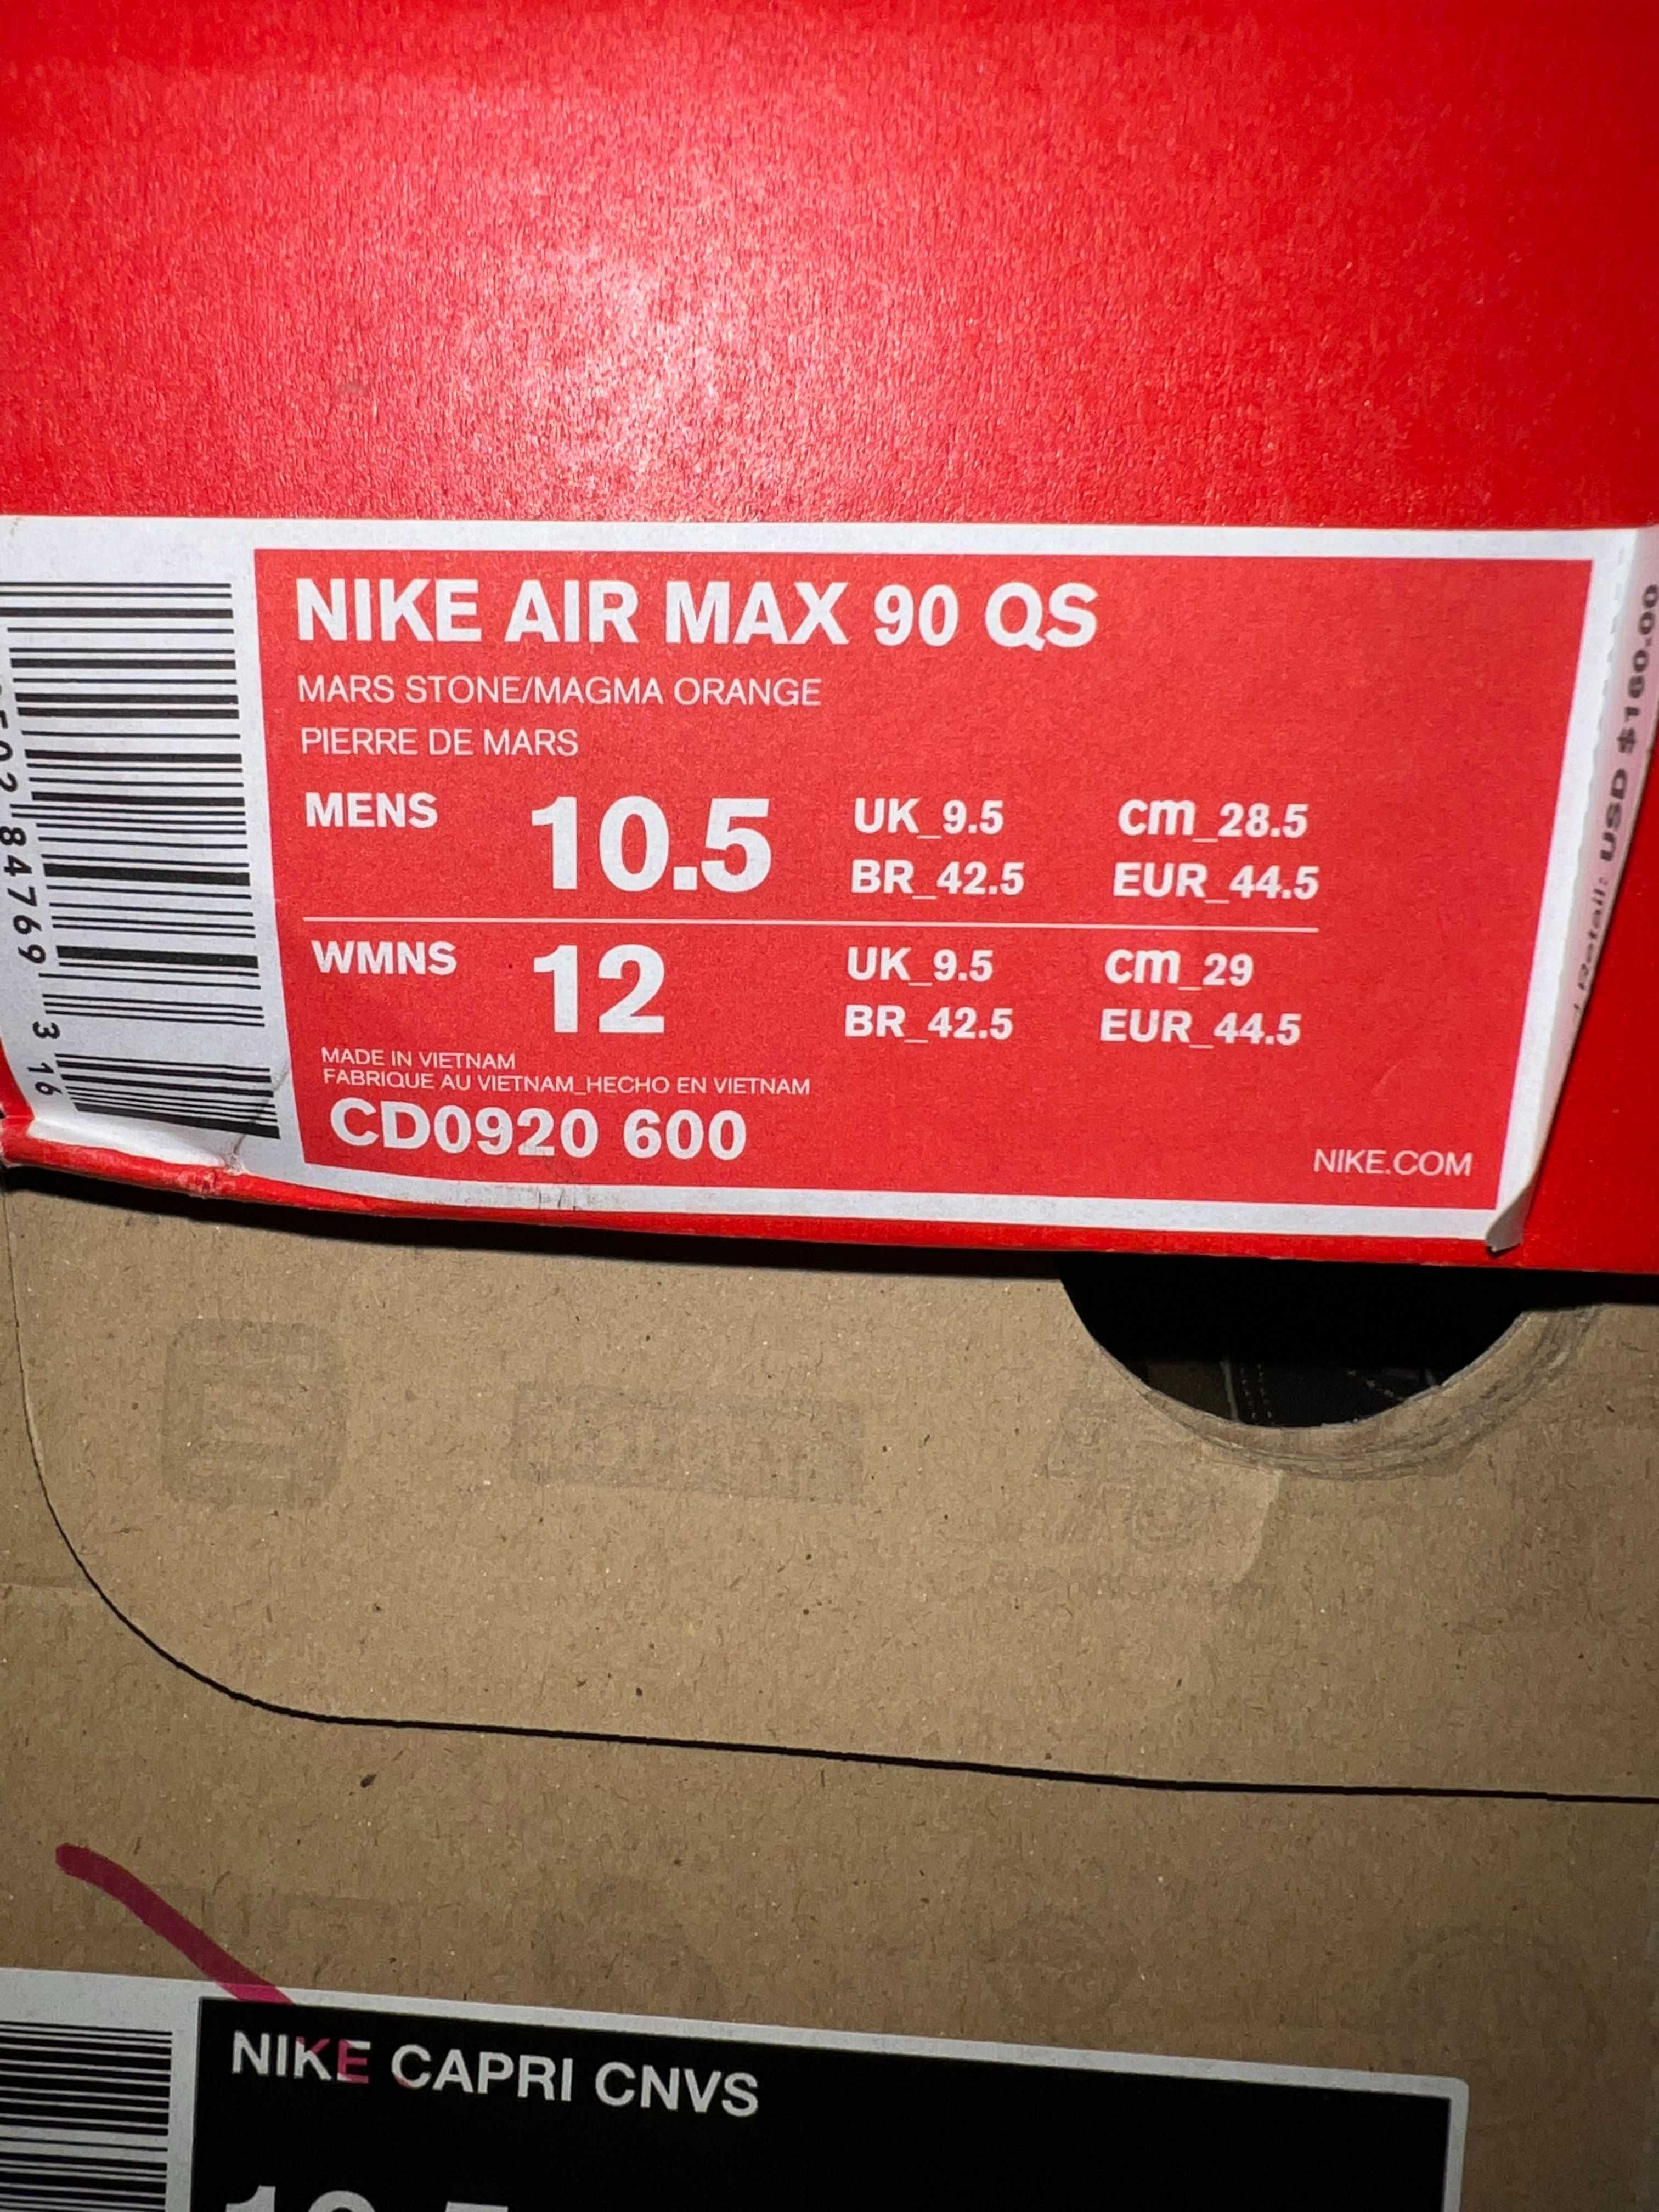 NIKE AIR MAX 90 QS
MARS STONE/MAGMA ORANGE
PIERRE DE MARS
MENS 10.5 UK_9.5 cm_28.5
BR_42.5 EUR_44.5
WMNS 12 UK_9.5 cm_29
BR_42.5 EUR_44.5
MADE IN VIETNAM
FABRIQUE AU VIETNAM_HECHO EN VIETNAM
CD0920 600
NIKE.COM
84769 3 16
Retail: USD $160.00
NIKE CAPRI CNVS